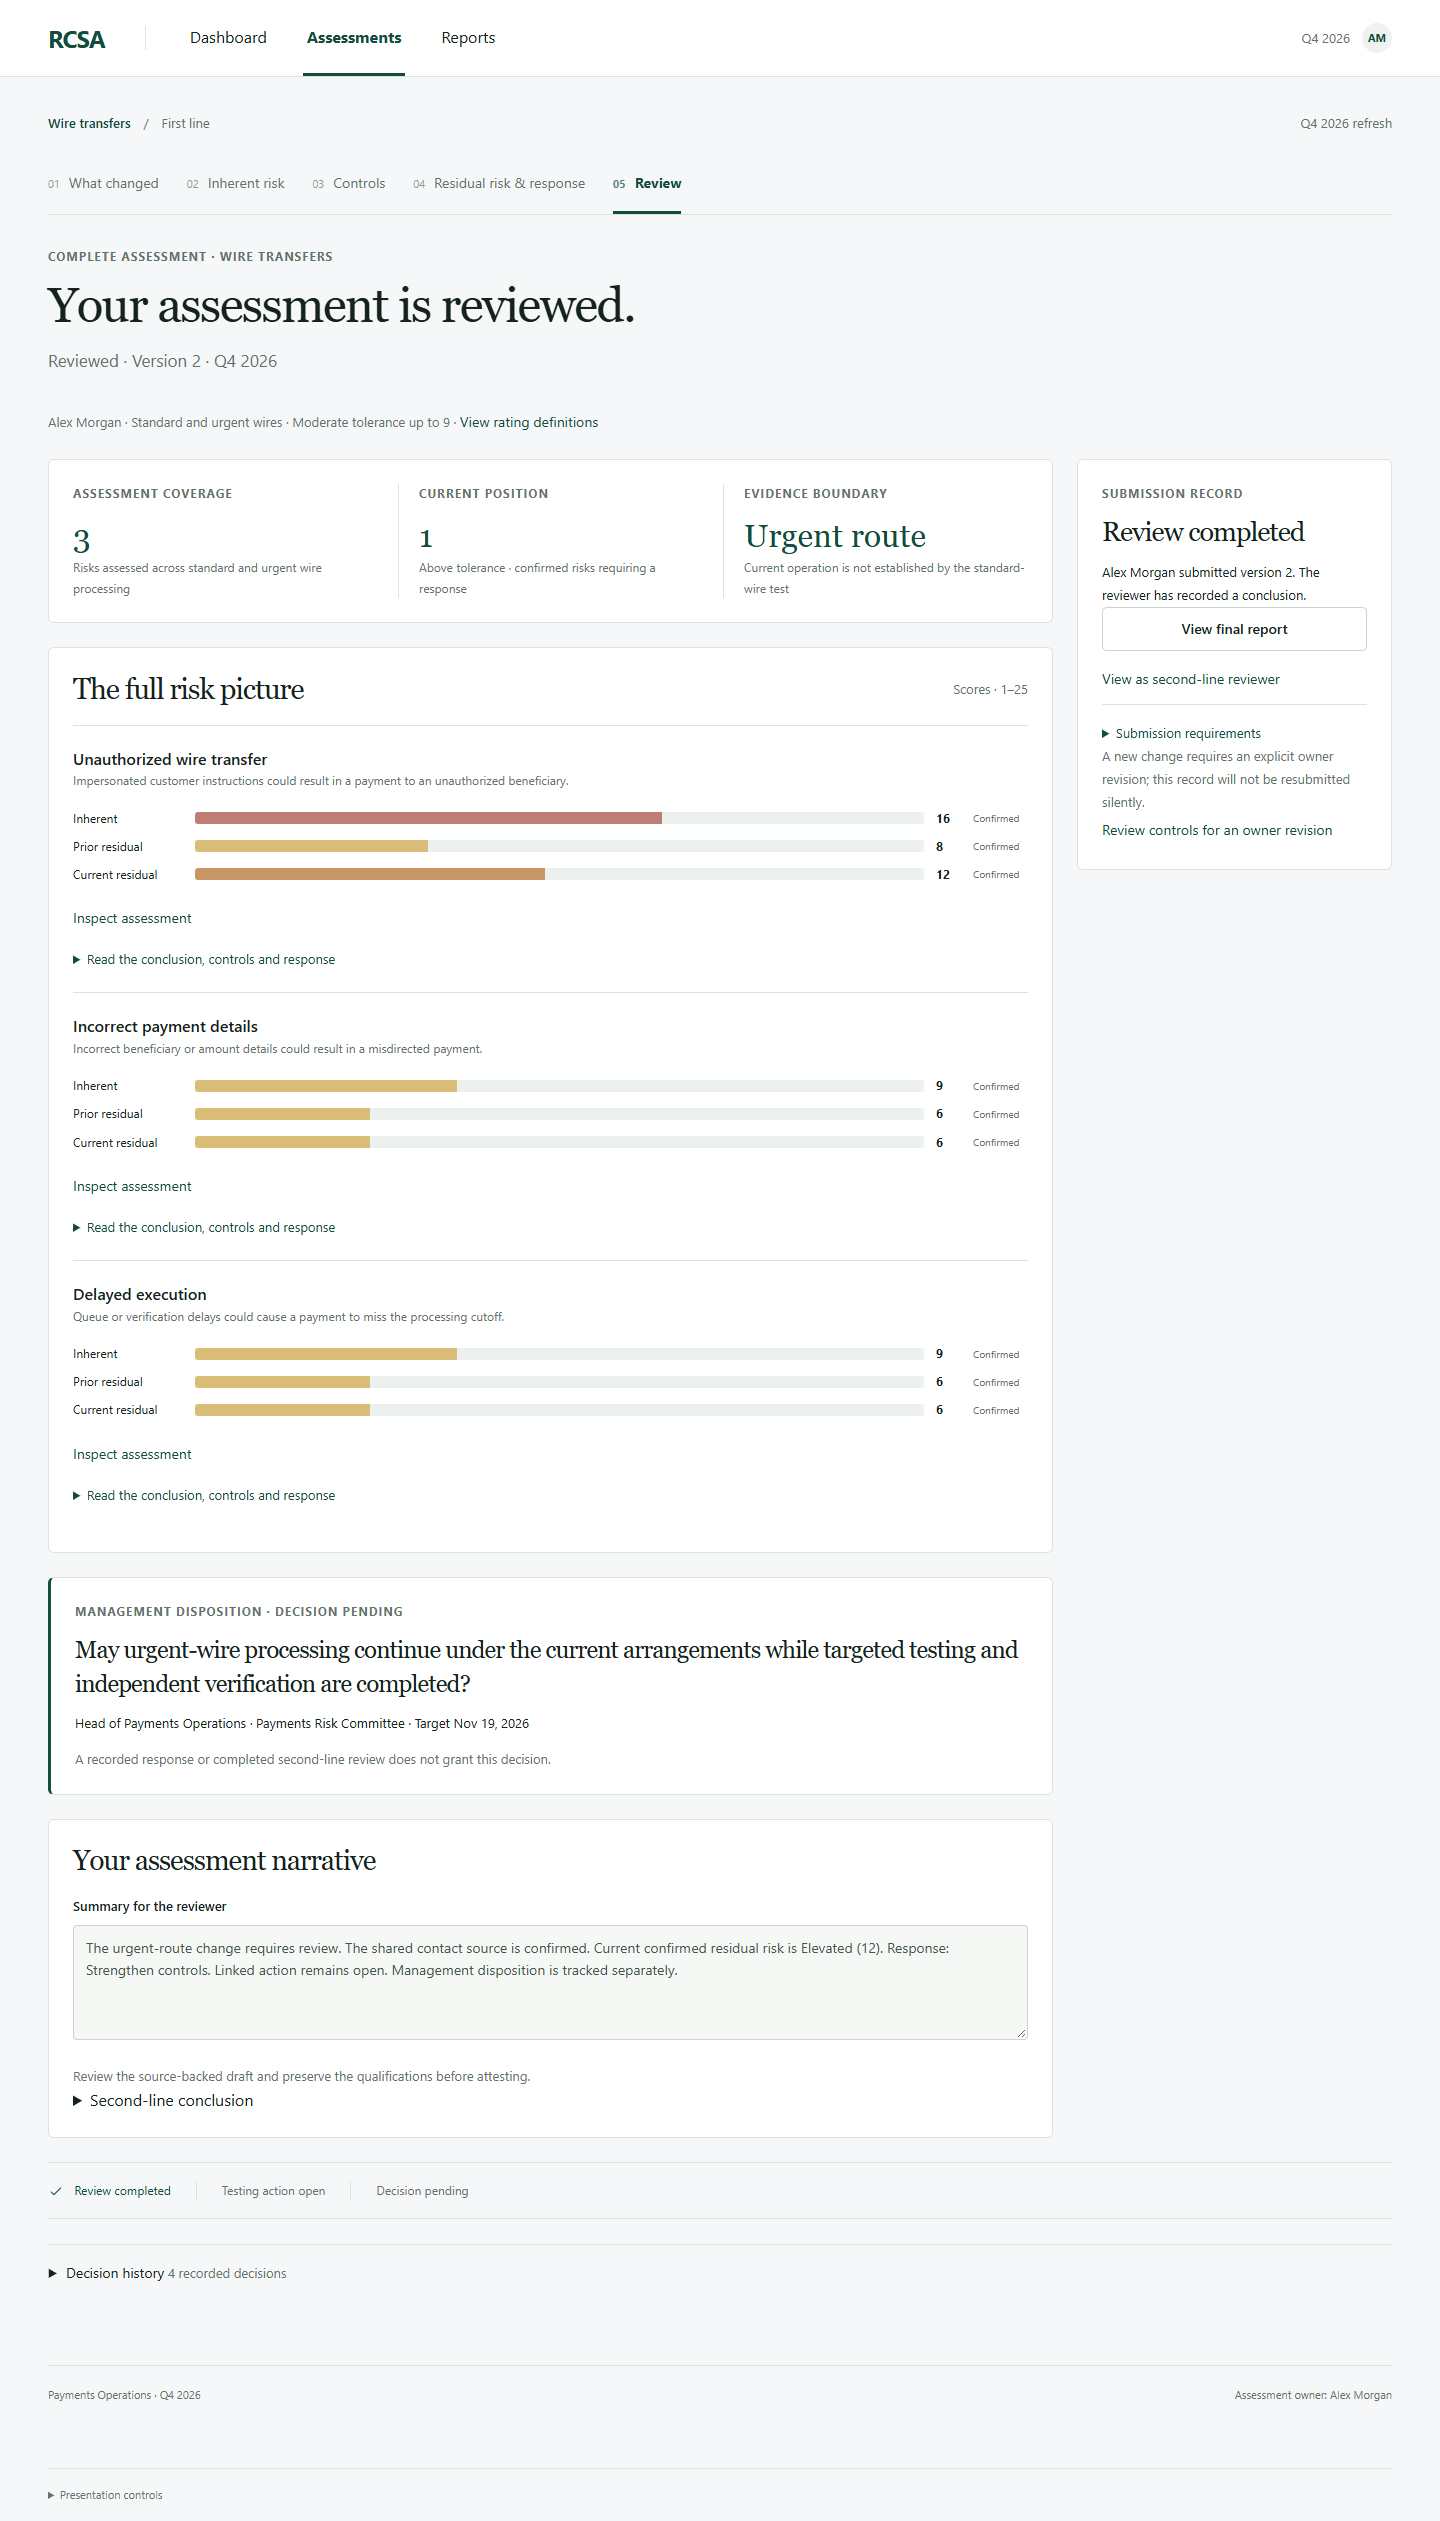 RCSA
Dashboard
Assessments
Reports
Q4 2026
AM
Wire transfers / First line
Q4 2026 refresh
01 What changed
02 Inherent risk
03 Controls
04 Residual risk & response
05 Review
COMPLETE ASSESSMENT · WIRE TRANSFERS
Your assessment is reviewed.
Reviewed · Version 2 · Q4 2026
Alex Morgan · Standard and urgent wires · Moderate tolerance up to 9 · View rating definitions
ASSESSMENT COVERAGE
3
Risks assessed across standard and urgent wire
processing
CURRENT POSITION
1
Above tolerance · confirmed risks requiring a
response
EVIDENCE BOUNDARY
Urgent route
Current operation is not established by the standard-
wire test
SUBMISSION RECORD
Review completed
Alex Morgan submitted version 2. The
reviewer has recorded a conclusion.
View final report
View as second-line reviewer
Submission requirements
A new change requires an explicit owner
revision; this record will not be resubmitted
silently.
Review controls for an owner revision
The full risk picture
Scores · 1–25
Unauthorized wire transfer
Impersonated customer instructions could result in a payment to an unauthorized beneficiary.
Inherent 16 Confirmed
Prior residual 8 Confirmed
Current residual 12 Confirmed
Inspect assessment
Read the conclusion, controls and response
Incorrect payment details
Incorrect beneficiary or amount details could result in a misdirected payment.
Inherent 9 Confirmed
Prior residual 6 Confirmed
Current residual 6 Confirmed
Inspect assessment
Read the conclusion, controls and response
Delayed execution
Queue or verification delays could cause a payment to miss the processing cutoff.
Inherent 9 Confirmed
Prior residual 6 Confirmed
Current residual 6 Confirmed
Inspect assessment
Read the conclusion, controls and response
MANAGEMENT DISPOSITION · DECISION PENDING
May urgent-wire processing continue under the current arrangements while targeted testing and
independent verification are completed?
Head of Payments Operations · Payments Risk Committee · Target Nov 19, 2026
A recorded response or completed second-line review does not grant this decision.
Your assessment narrative
Summary for the reviewer
The urgent-route change requires review. The shared contact source is confirmed. Current confirmed residual risk is Elevated (12). Response:
Strengthen controls. Linked action remains open. Management disposition is tracked separately.
Review the source-backed draft and preserve the qualifications before attesting.
Second-line conclusion
Review completed
Testing action open
Decision pending
Decision history 4 recorded decisions
Payments Operations · Q4 2026
Assessment owner: Alex Morgan
Presentation controls